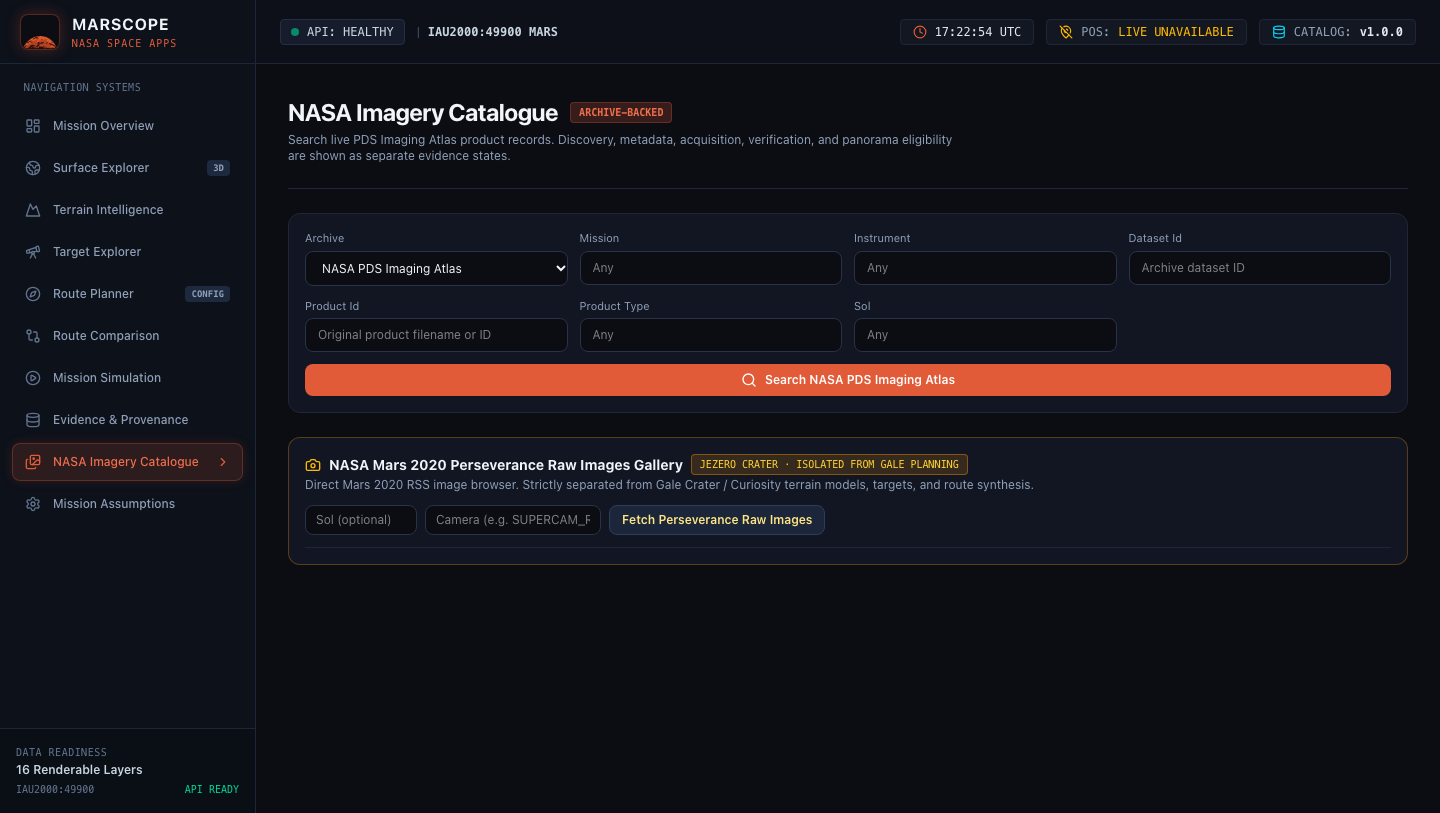 MARSCOPE
NASA SPACE APPS
API: HEALTHY | IAU2000:49900 MARS
17:22:54 UTC
POS: LIVE UNAVAILABLE
CATALOG: v1.0.0
NAVIGATION SYSTEMS
Mission Overview
Surface Explorer 3D
Terrain Intelligence
Target Explorer
Route Planner CONFIG
Route Comparison
Mission Simulation
Evidence & Provenance
NASA Imagery Catalogue
Mission Assumptions
DATA READINESS
16 Renderable Layers
IAU2000:49900 API READY
NASA Imagery Catalogue ARCHIVE-BACKED
Search live PDS Imaging Atlas product records. Discovery, metadata, acquisition, verification, and panorama eligibility
are shown as separate evidence states.
Archive Mission Instrument Dataset Id
NASA PDS Imaging Atlas Any Any Archive dataset ID
Product Id Product Type Sol
Original product filename or ID Any Any
Search NASA PDS Imaging Atlas
NASA Mars 2020 Perseverance Raw Images Gallery JEZERO CRATER · ISOLATED FROM GALE PLANNING
Direct Mars 2020 RSS image browser. Strictly separated from Gale Crater / Curiosity terrain models, targets, and route synthesis.
Sol (optional) Camera (e.g. SUPERCAM_R Fetch Perseverance Raw Images